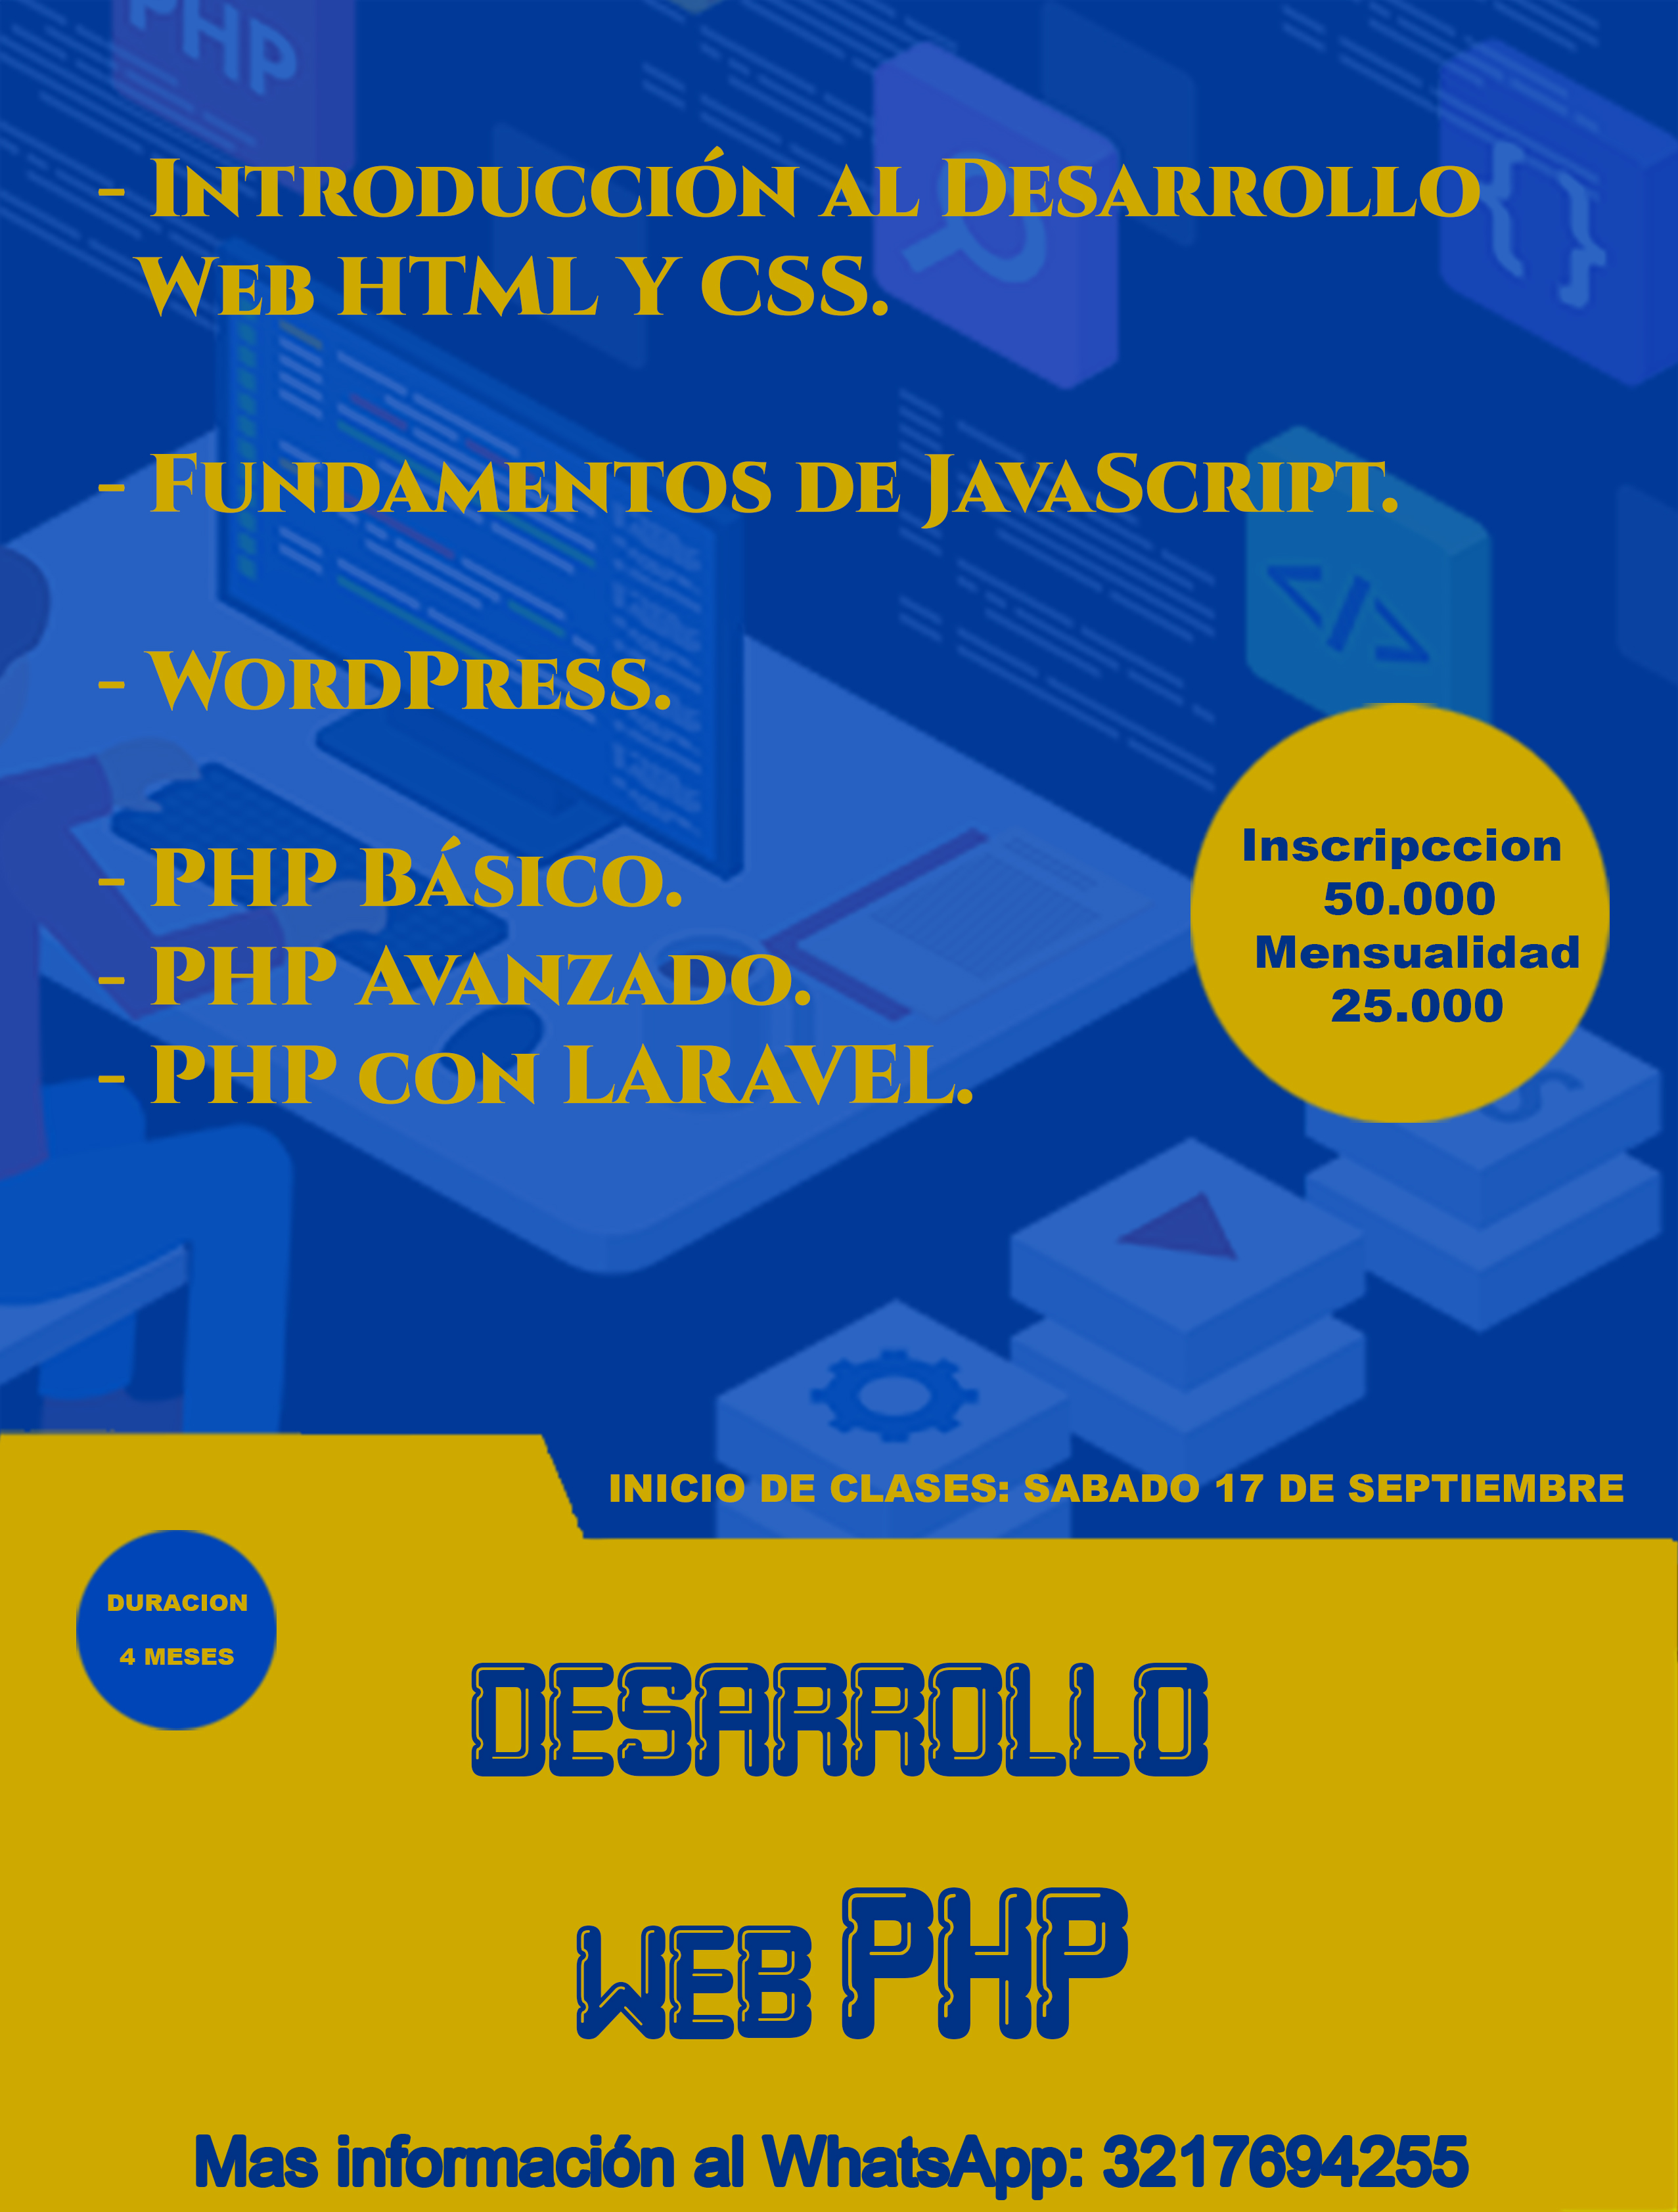 PHP
- Introducción al Desarrollo
Web HTML Y CSS.
- Fundamentos de JavaScript.
- WordPress.
- PHP Básico.
- PHP Avanzado.
- PHP con LARAVEL.
Inscripccion
50.000
Mensualidad
25.000
INICIO DE CLASES: SABADO 17 DE SEPTIEMBRE
DURACION
4 MESES
DESARROLLO
WEB PHP
Mas información al WhatsApp: 3217694255